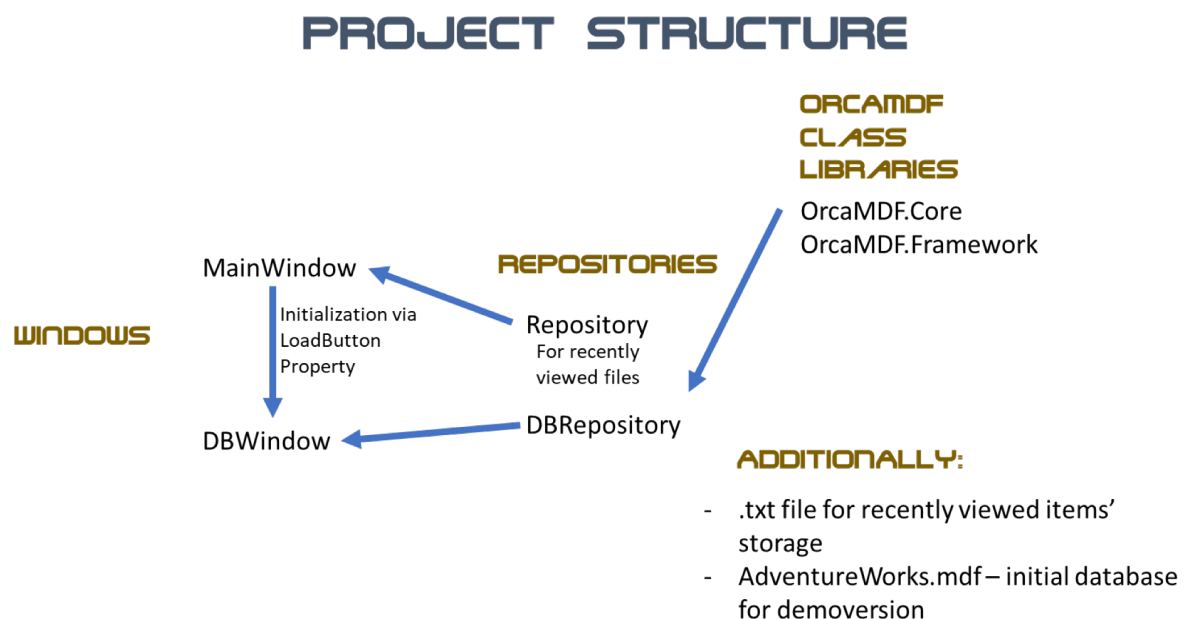 PROJECT STRUCTURE
ORCAMDF
CLASS
LIBRARIES
OrcaMDF.Core
OrcaMDF.Framework
REPOSITORIES
MainWindow
Initialization via
LoadButton
Property
WINDOWS
Repository
For recently
viewed files
DBRepository
DBWindow
ADDITIONALLY:
- .txt file for recently viewed items’
storage
- AdventureWorks.mdf – initial database
for demoversion